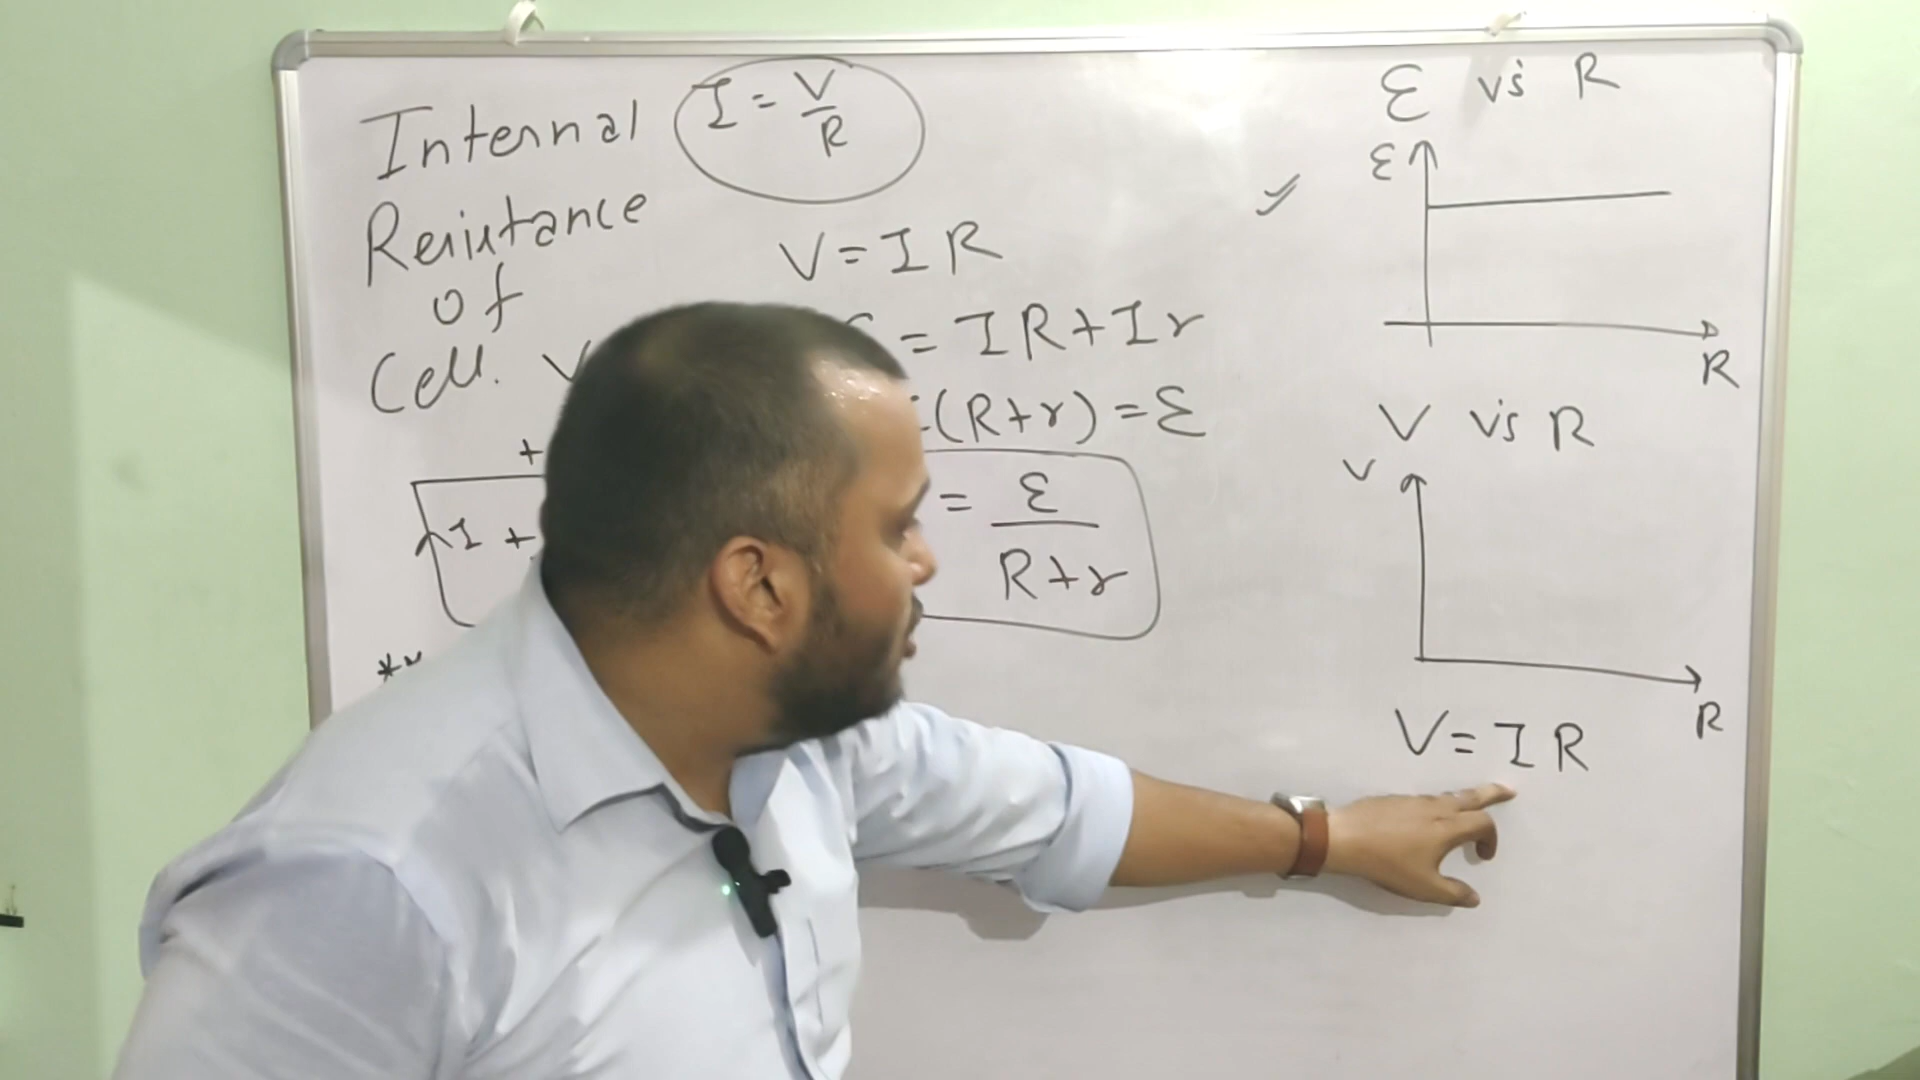 Internal
Resistance
of
Cell.
I = V/R
V = I R
= I R + I r
(R+r) = ε
= ε/(R+r)
V
+
I +
**
ε vs R
ε
R
V vs R
V
R
V = I R